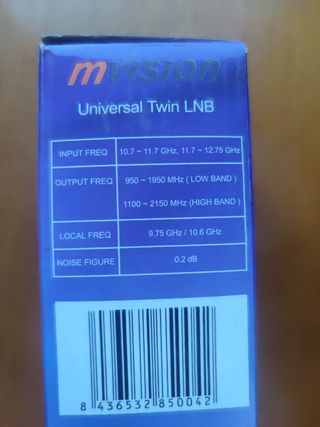 mvision
Universal Twin LNB
INPUT FREQ 10.7 ~ 11.7 GHz, 11.7 ~ 12.75 GHz
OUTPUT FREQ 950 ~ 1950 MHz ( LOW BAND )
1100 ~ 2150 MHz (HIGH BAND )
LOCAL FREQ 9.75 GHz / 10.6 GHz
NOISE FIGURE 0.2 dB
8 436532 850042